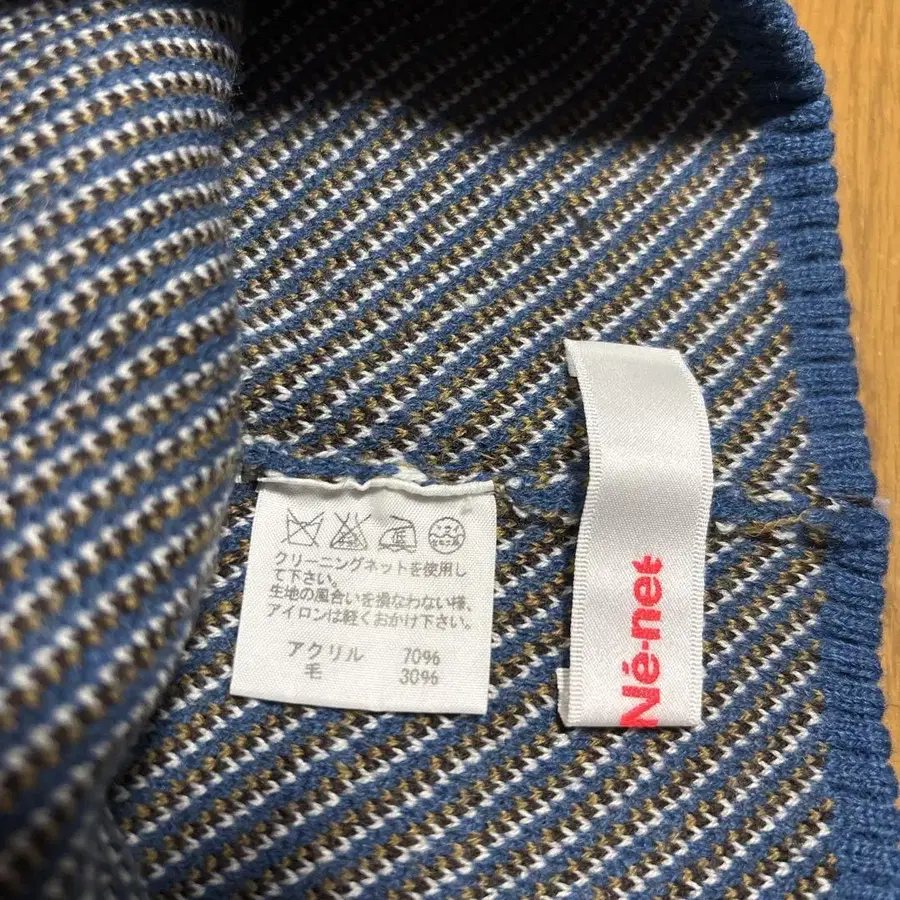 クリーニングネットを使用し
て下さい。
生地の風合いを損なわない様、
アイロンは軽くおかけ下さい。
アクリル 70%
毛 30%
Né-net